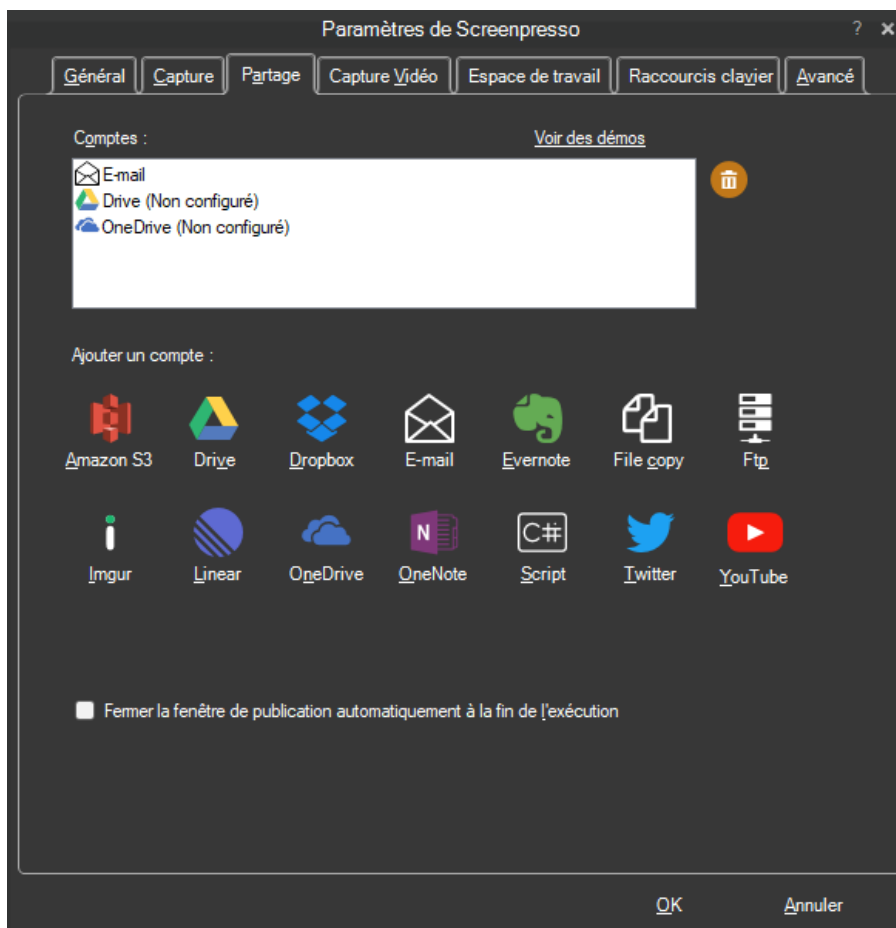 Paramètres de Screenpresso ?
Général Capture Partage Capture Vidéo Espace de travail Raccourcis clavier Avancé
Comptes : Voir des démos
E-mail
Drive (Non configuré)
OneDrive (Non configuré)
Ajouter un compte :
Amazon S3 Drive Dropbox E-mail Evernote File copy Ftp
N C#
Imgur Linear OneDrive OneNote Script Twitter YouTube
Fermer la fenêtre de publication automatiquement à la fin de l'exécution
OK Annuler